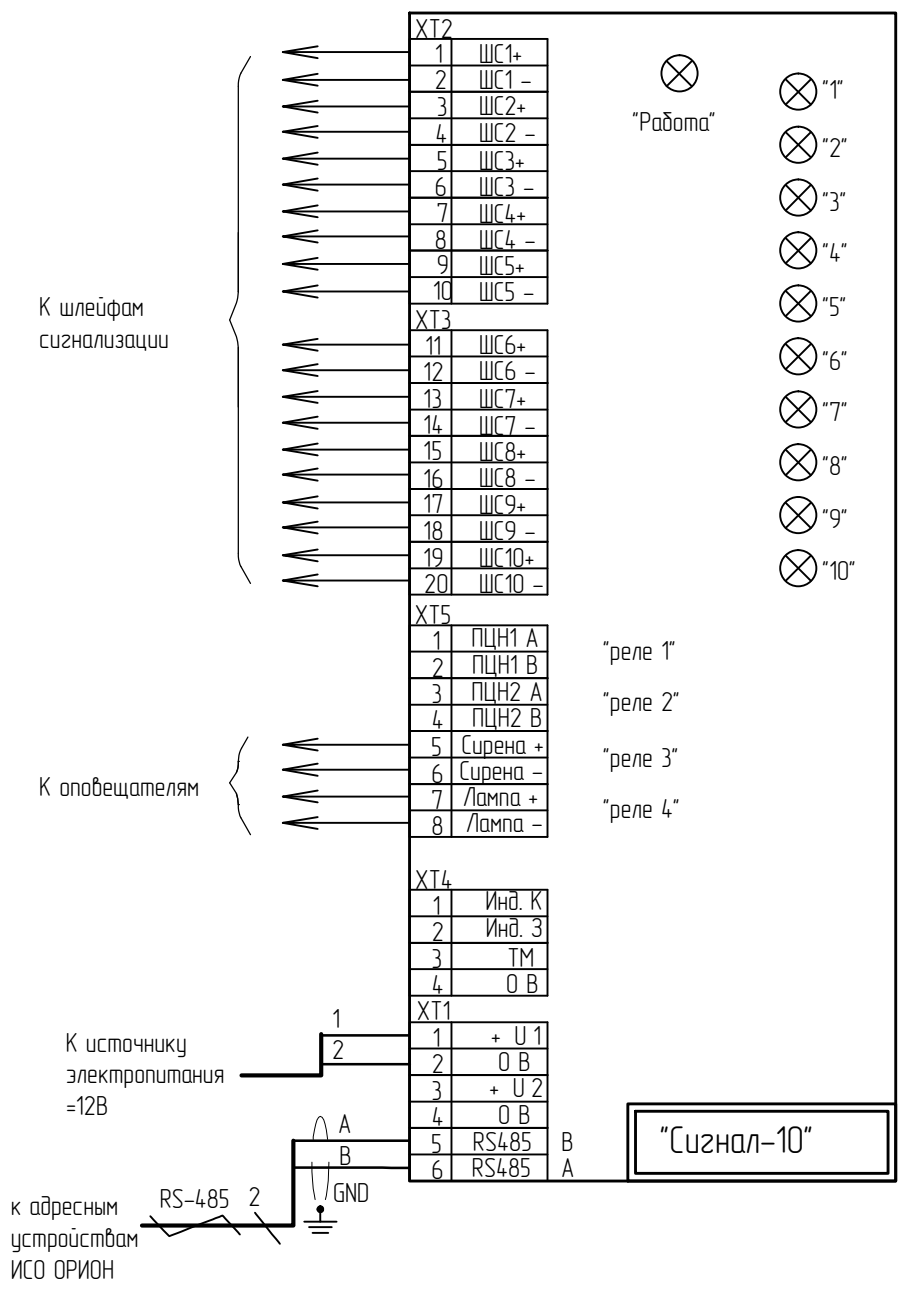 XT2
1 ШС1+
2 ШС1 –
3 ШС2+
4 ШС2 –
5 ШС3+
6 ШС3 –
7 ШС4+
8 ШС4 –
9 ШС5+
10 ШС5 –
XT3
11 ШС6+
12 ШС6 –
13 ШС7+
14 ШС7 –
15 ШС8+
16 ШС8 –
17 ШС9+
18 ШС9 –
19 ШС10+
20 ШС10 –
К шлейфам
сигнализации
"Работа"
"1"
"2"
"3"
"4"
"5"
"6"
"7"
"8"
"9"
"10"
XT5
1 ПЦН1 А
2 ПЦН1 В
3 ПЦН2 А
4 ПЦН2 В
5 Сирена +
6 Сирена –
7 Лампа +
8 Лампа –
"реле 1"
"реле 2"
"реле 3"
"реле 4"
К оповещателям
XT4
1 Инд. К
2 Инд. З
3 ТМ
4 0 В
XT1
1 + U 1
2 0 В
3 + U 2
4 0 В
5 RS485 B
6 RS485 A
1
2
К источнику
электропитания
=12В
A
B
GND
RS–485 2
к адресным
устройствам
ИСО ОРИОН
"Сигнал–10"